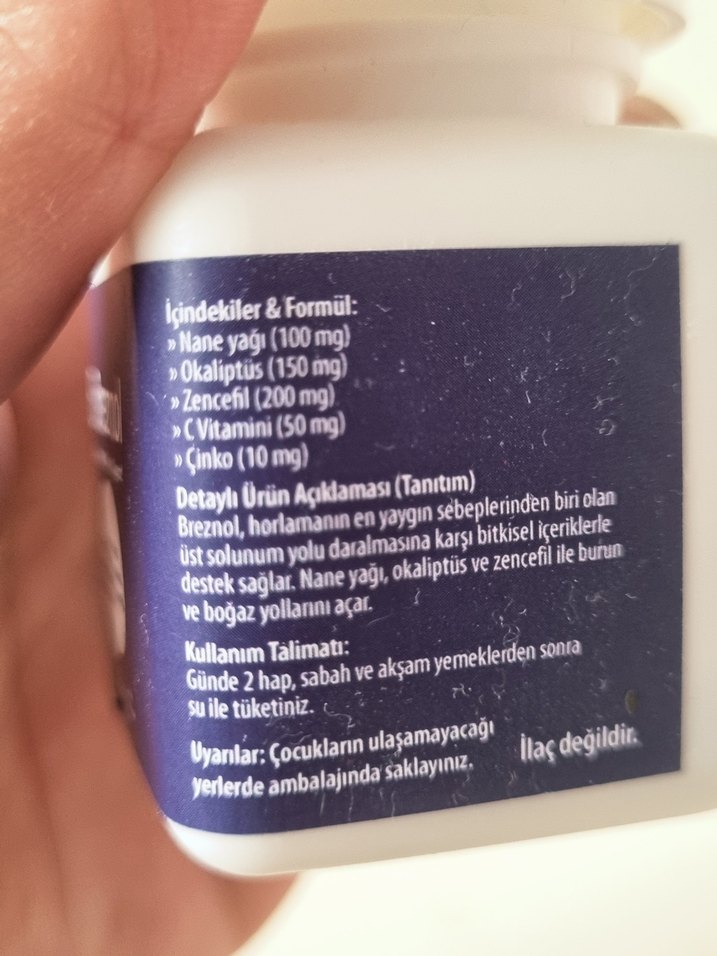 İçindekiler & Formül:
» Nane yağı (100 mg)
» Okaliptüs (150 mg)
» Zencefil (200 mg)
» C Vitamini (50 mg)
» Çinko (10 mg)
Detaylı Ürün Açıklaması (Tanıtım)
Breznol, horlamanın en yaygın sebeplerinden biri olan
üst solunum yolu daralmasına karşı bitkisel içeriklerle
destek sağlar. Nane yağı, okaliptüs ve zencefil ile burun
ve boğaz yollarını açar.
Kullanım Talimatı:
Günde 2 hap, sabah ve akşam yemeklerden sonra
su ile tüketiniz.
Uyarılar: Çocukların ulaşamayacağı
yerlerde ambalajında saklayınız.
İlaç değildir.